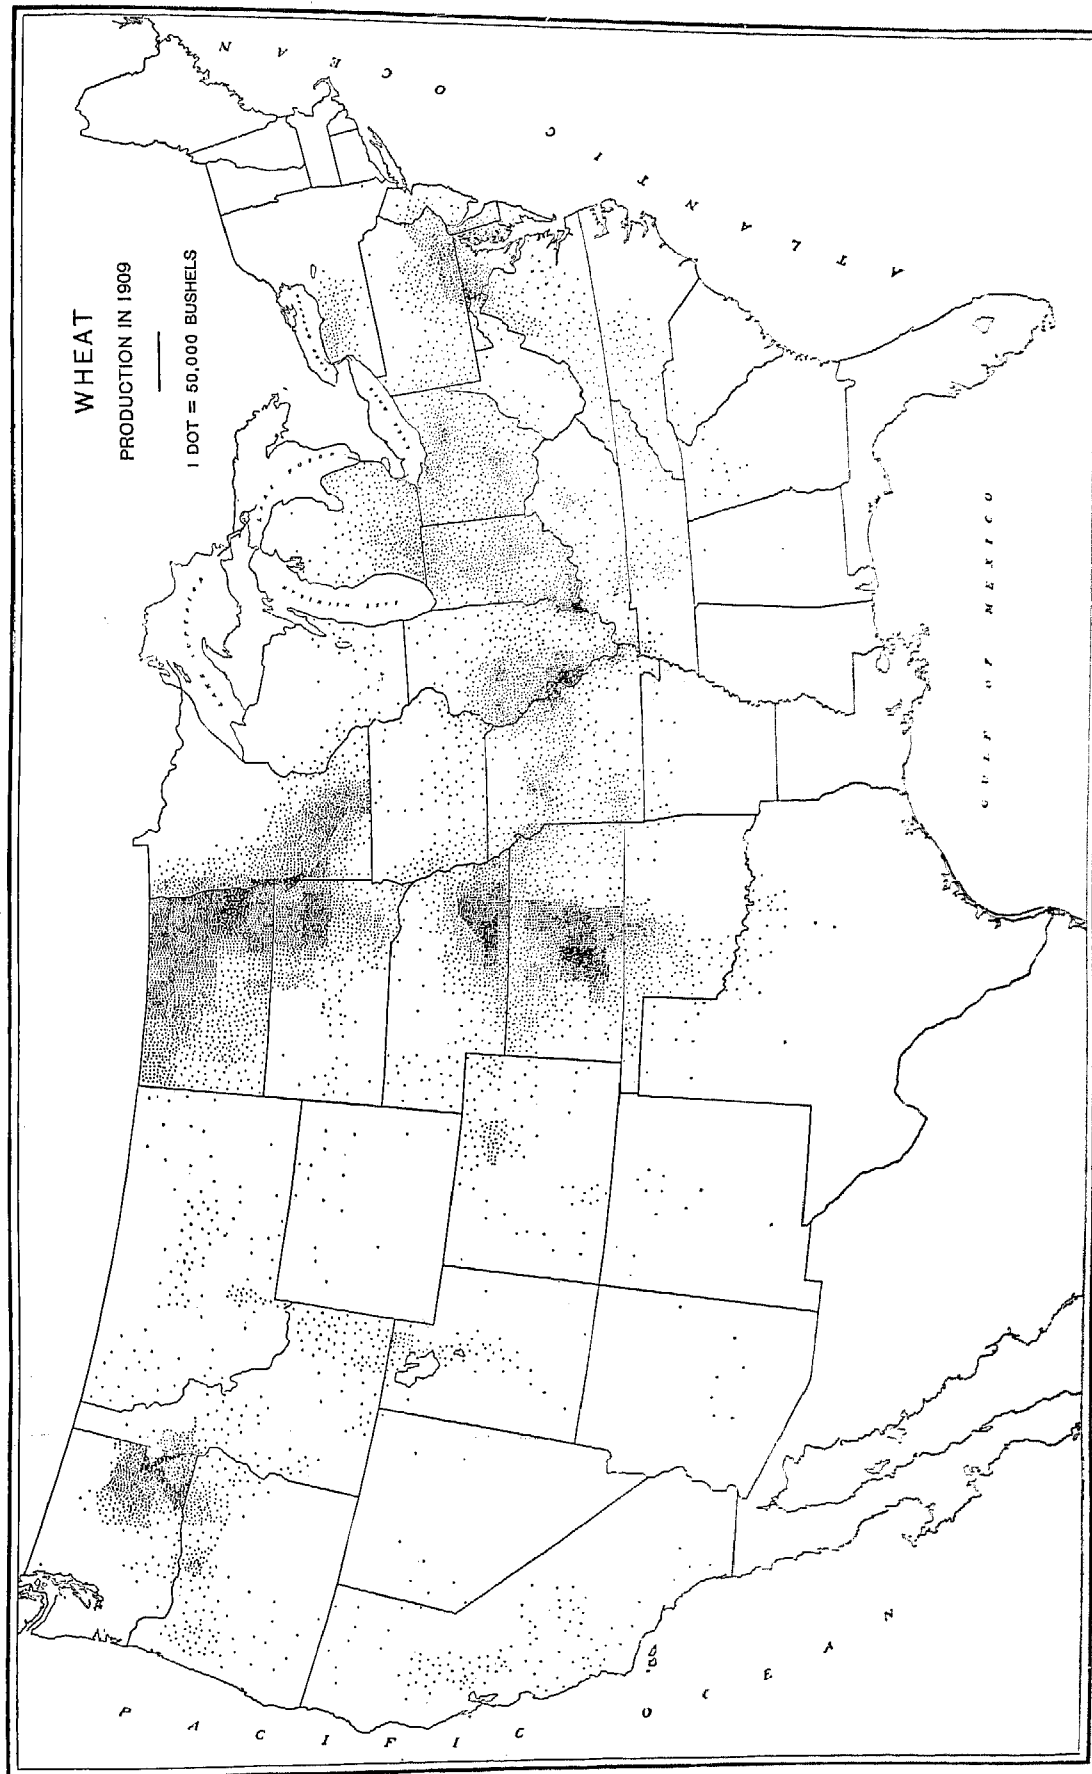 WHEAT
PRODUCTION IN 1909
1 DOT = 50,000 BUSHELS
ATLANTIC OCEAN
GULF OF MEXICO
PACIFIC OCEAN